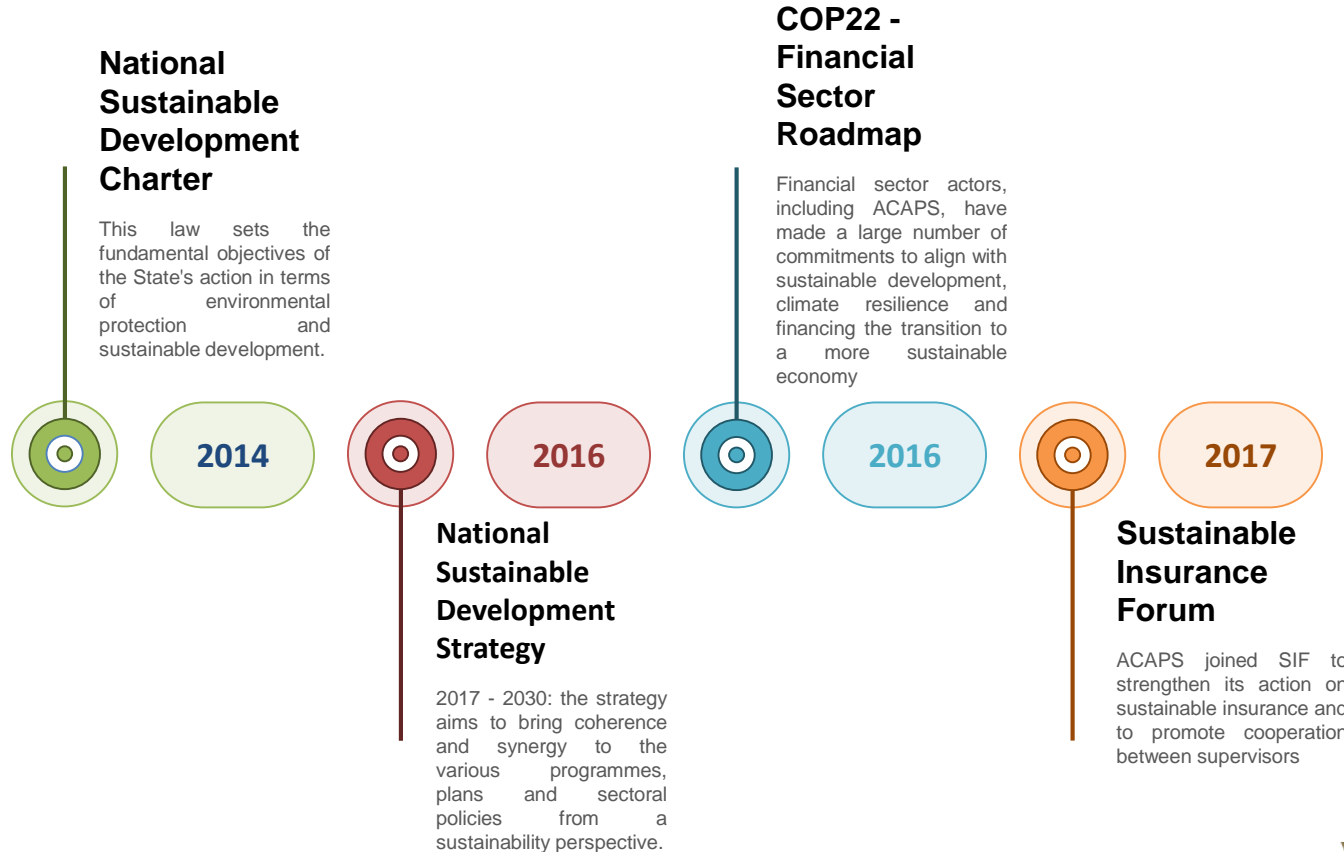 National
Sustainable
Development
Charter
This law sets the
fundamental objectives of
the State's action in terms
of environmental
protection and
sustainable development.
2014
National
Sustainable
Development
Strategy
2017 - 2030: the strategy
aims to bring coherence
and synergy to the
various programmes,
plans and sectoral
policies from a
sustainability perspective.
2016
COP22 -
Financial
Sector
Roadmap
Financial sector actors,
including ACAPS, have
made a large number of
commitments to align with
sustainable development,
climate resilience and
financing the transition to
a more sustainable
economy
2016
Sustainable
Insurance
Forum
ACAPS joined SIF to
strengthen its action on
sustainable insurance and
to promote cooperation
between supervisors
2017